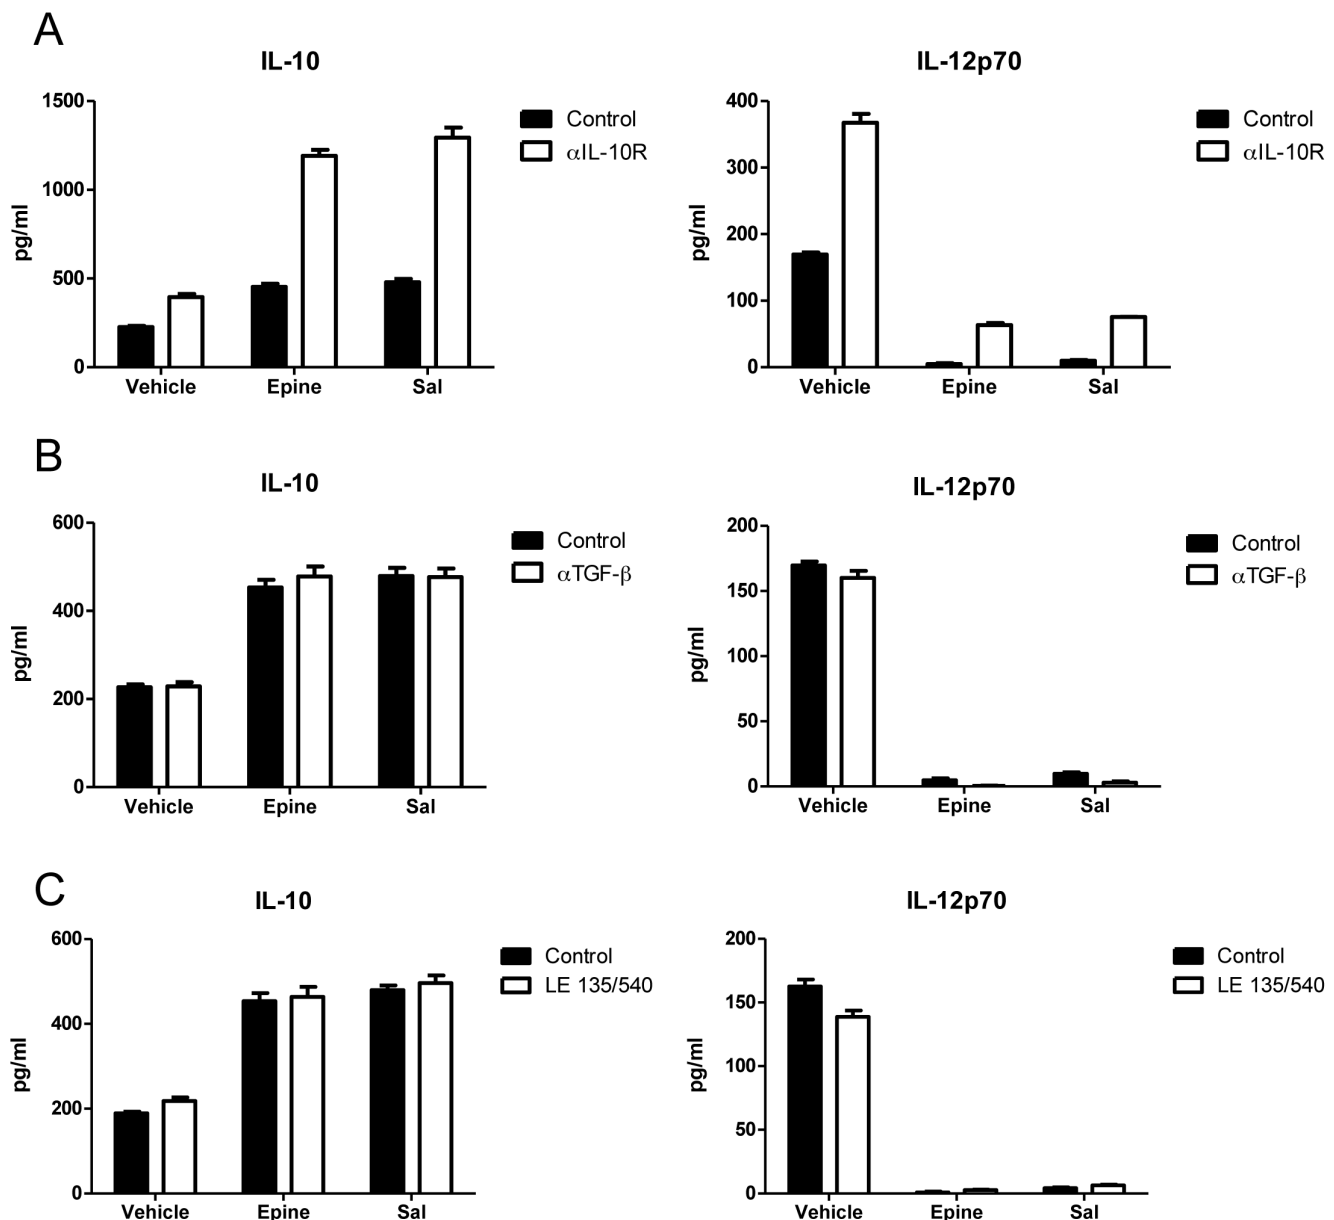 A
IL-10
1500
1000
500
0
pg/ml
Vehicle
Epine
Sal
Control
αIL-10R
IL-12p70
400
300
200
100
0
pg/ml
Vehicle
Epine
Sal
Control
αIL-10R
B
IL-10
600
400
200
0
pg/ml
Vehicle
Epine
Sal
Control
αTGF-β
IL-12p70
200
150
100
50
0
pg/ml
Vehicle
Epine
Sal
Control
αTGF-β
C
IL-10
600
400
200
0
pg/ml
Vehicle
Epine
Sal
Control
LE 135/540
IL-12p70
200
150
100
50
0
pg/ml
Vehicle
Epine
Sal
Control
LE 135/540